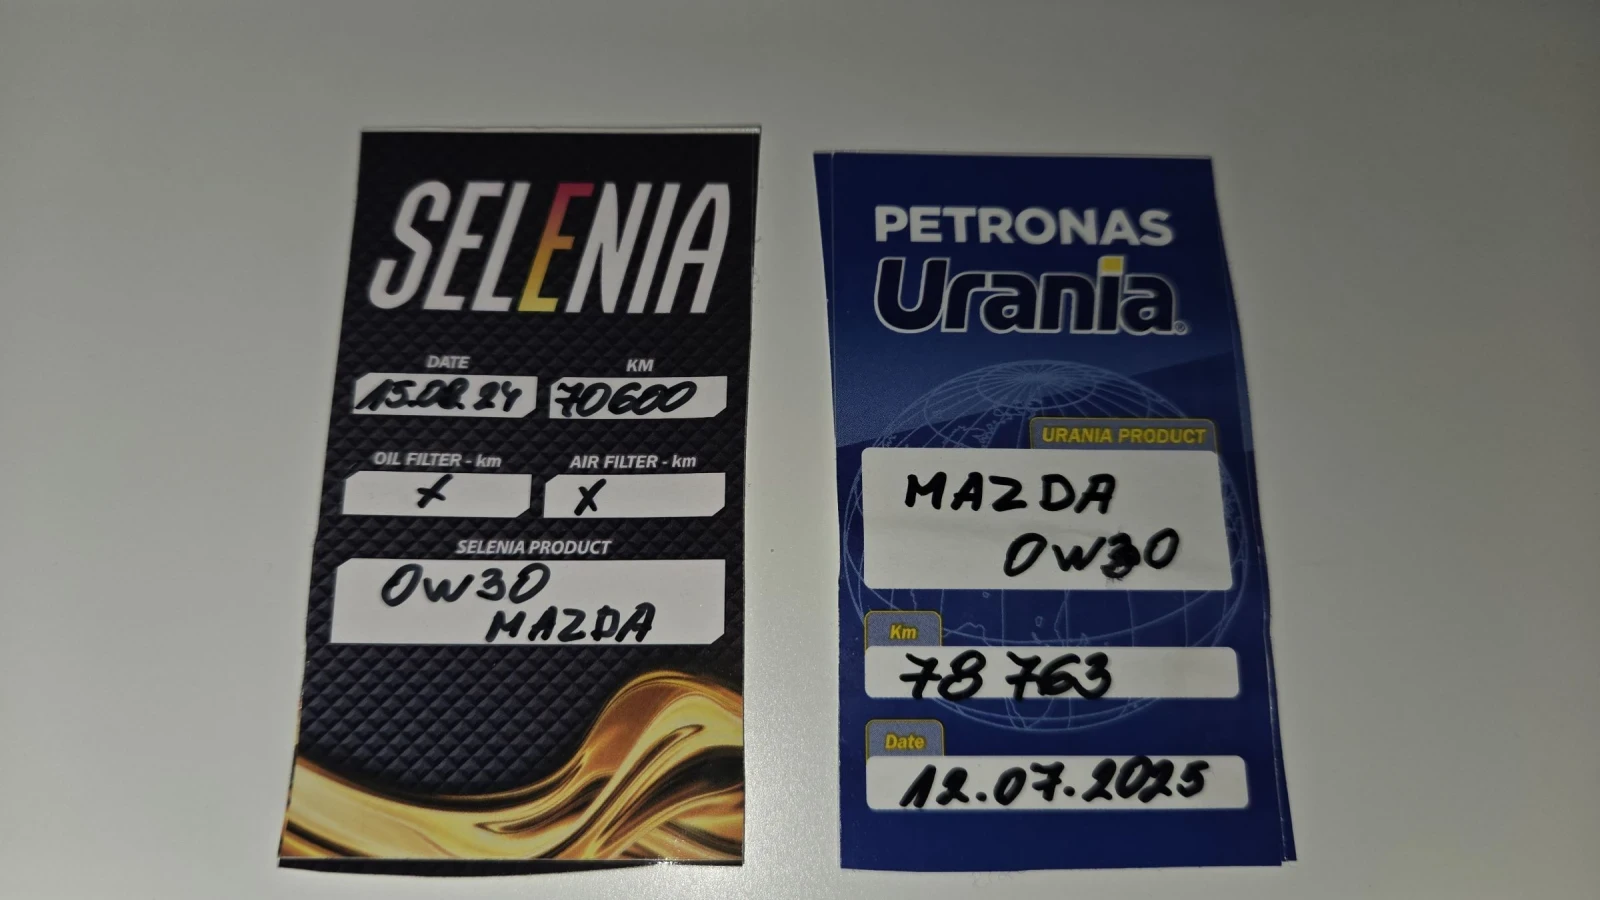 SELENIA
DATE KM
15.08.24 70600
OIL FILTER - km AIR FILTER - km
X X
SELENIA PRODUCT
0W30
MAZDA
PETRONAS
Urania®
URANIA PRODUCT
MAZDA
0W30
Km
78 763
Date
12.07.2025